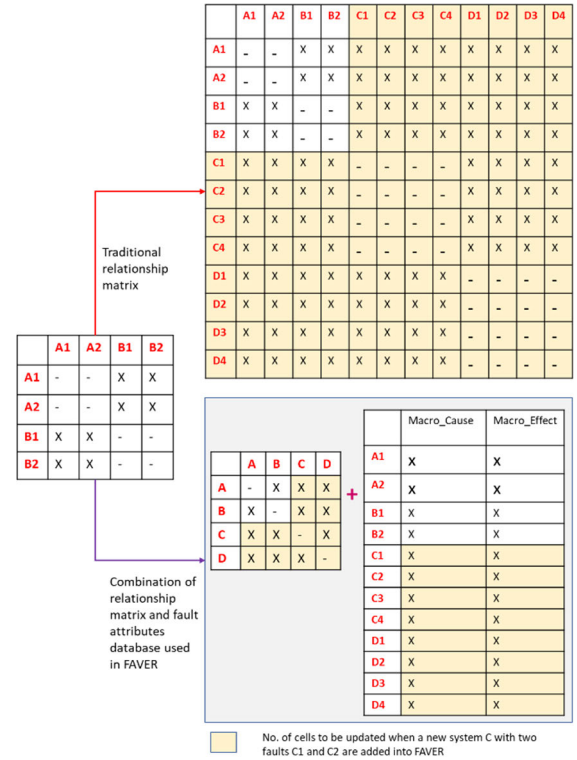 A1 A2 B1 B2 C1 C2 C3 C4 D1 D2 D3 D4
A1 - - X X X X X X X X X X
A2 - - X X X X X X X X X X
B1 X X - - X X X X X X X X
B2 X X - - X X X X X X X X
C1 X X X X - - - - X X X X
C2 X X X X - - - - X X X X
C3 X X X X - - - - X X X X
C4 X X X X - - - - X X X X
D1 X X X X X X X X - - - -
D2 X X X X X X X X - - - -
D3 X X X X X X X X - - - -
D4 X X X X X X X X - - - -
Traditional
relationship
matrix
A1 A2 B1 B2
A1 - - X X
A2 - - X X
B1 X X - -
B2 X X - -
Combination of
relationship
matrix and fault
attributes
database used
in FAVER
A B C D
A - X X X
B X - X X
C X X - X
D X X X -
+
Macro_Cause Macro_Effect
A1 X X
A2 X X
B1 X X
B2 X X
C1 X X
C2 X X
C3 X X
C4 X X
D1 X X
D2 X X
D3 X X
D4 X X
No. of cells to be updated when a new system C with two
faults C1 and C2 are added into FAVER